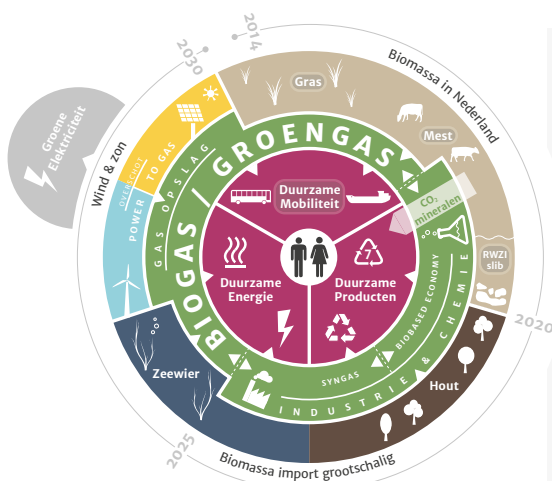 2014
2030
Biomassa in Nederland
Gras
Mest
Groene
Elektriciteit
Wind & zon
OVERSCHOT
POWER TO GAS
GAS OPSLAG
BIOGAS / GROENGAS
CO₂
mineralen
RWZI
slib
Duurzame
Mobiliteit
Duurzame
Energie
Duurzame
Producten
7
BIOBASED ECONOMY
SYNGAS
INDUSTRIE & CHEMIE
Zeewier
Hout
2020
2025
Biomassa import grootschalig